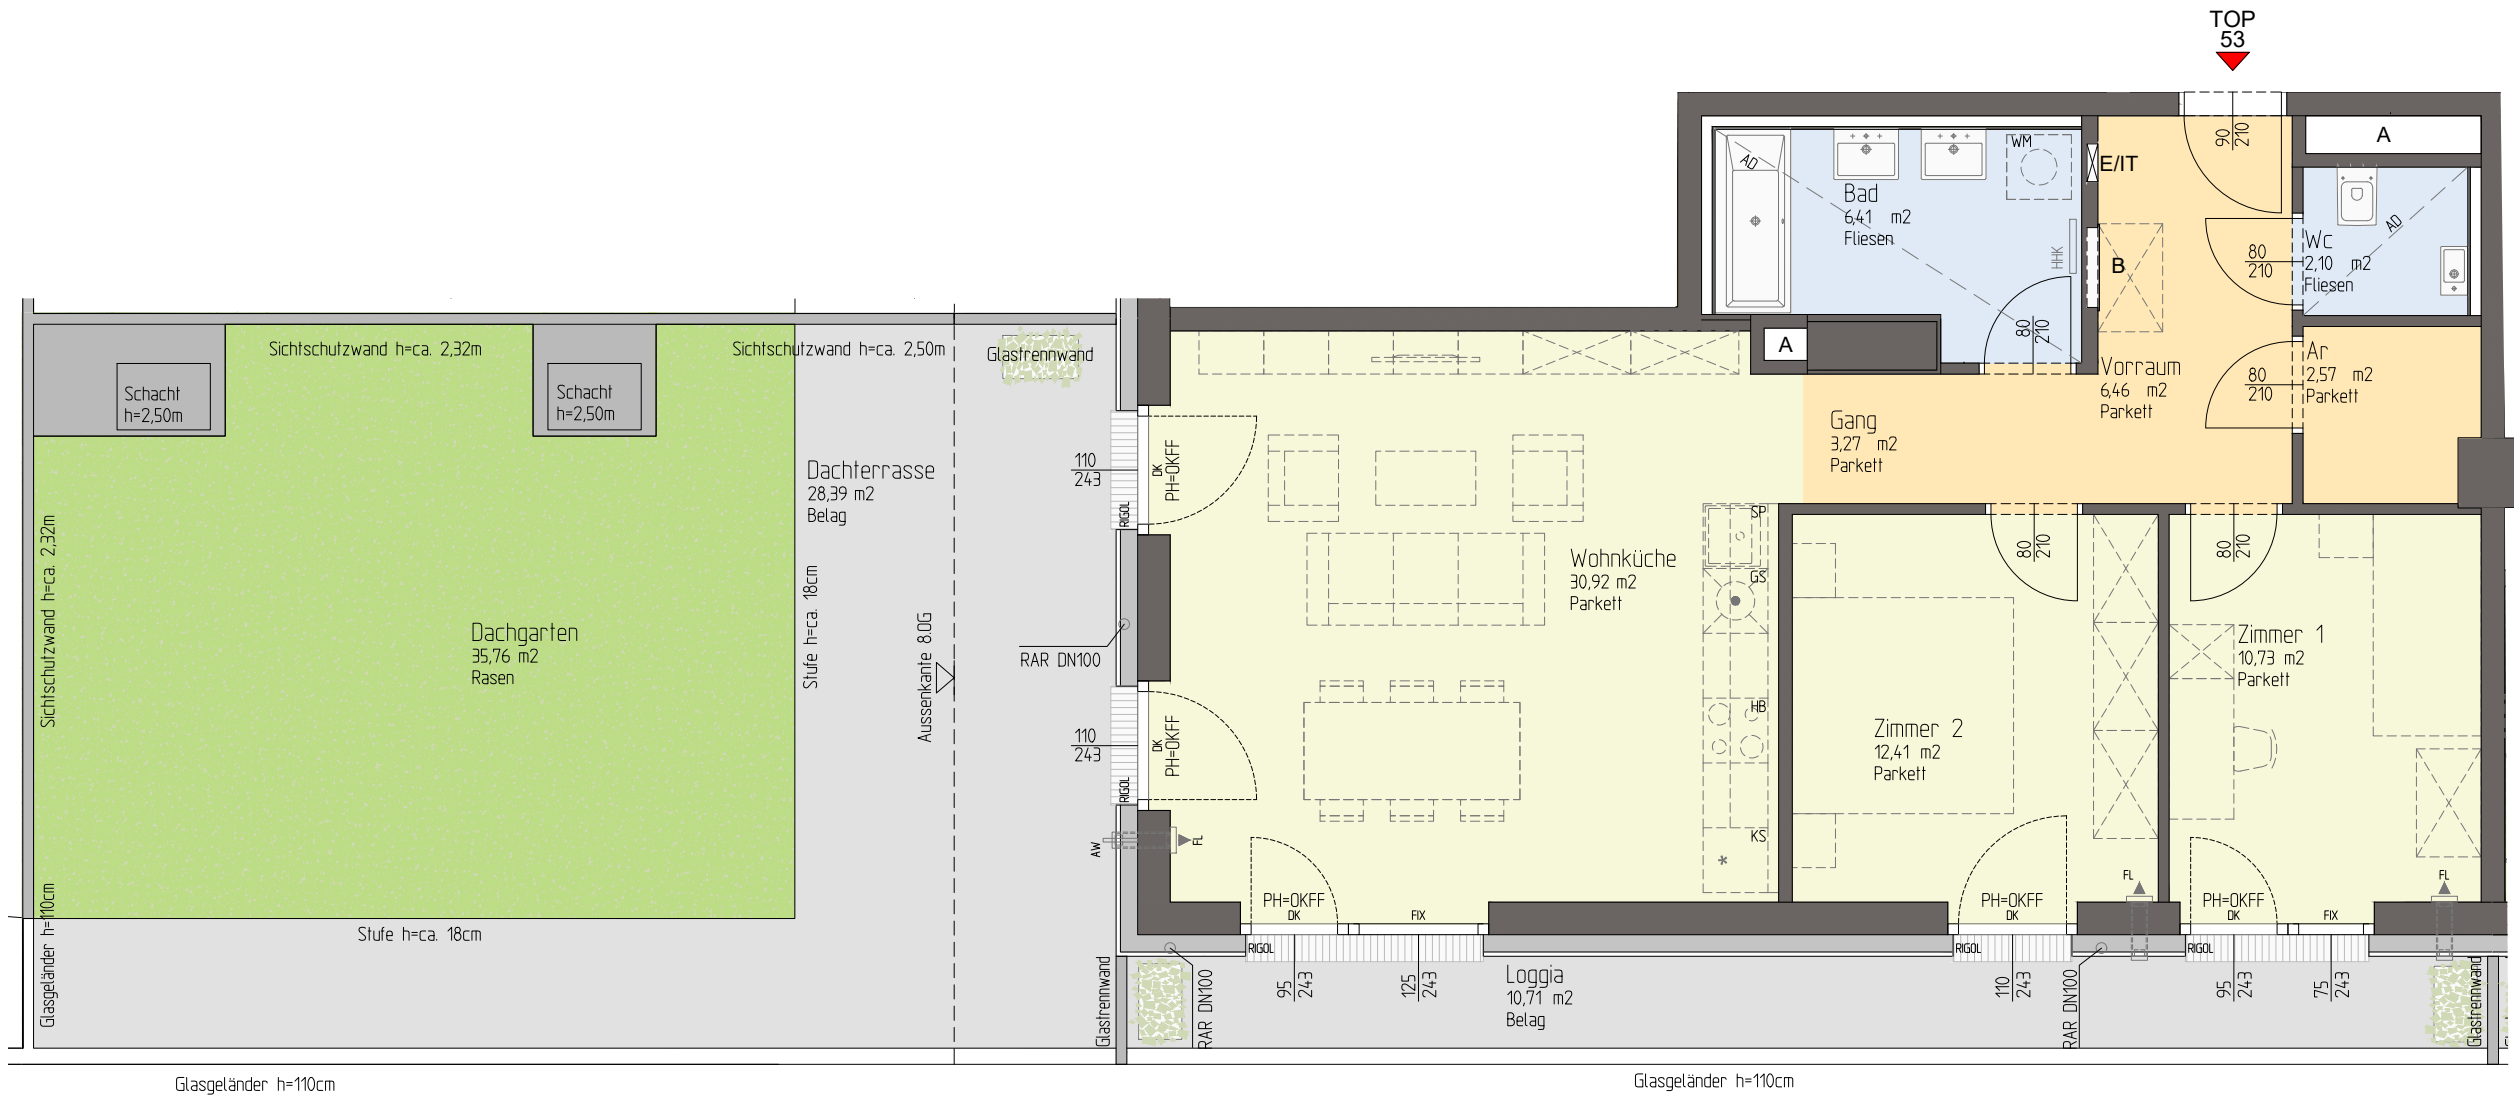 TOP
53
A
E/IT
90
210
WM
AD
Bad
6,41 m2
Fliesen
HHK
B
80
210
Wc
2,10 m2
Fliesen
AD
80
210
A
Vorraum
6,46 m2
Parkett
80
210
Ar
2,57 m2
Parkett
Gang
3,27 m2
Parkett
Sichtschutzwand h=ca. 2,32m
Sichtschutzwand h=ca. 2,50m
Glastrennwand
Schacht
h=2,50m
Schacht
h=2,50m
Dachterrasse
28,39 m2
Belag
110
243
DK
PH=OKFF
RIGOL
Sichtschutzwand h=ca. 2,32m
Stufe h=ca. 18cm
Dachgarten
35,76 m2
Rasen
Aussenkante 8.OG
RAR DN100
Wohnküche
30,92 m2
Parkett
SP
GS
HB
KS
*
80
210
80
210
Zimmer 1
10,73 m2
Parkett
Zimmer 2
12,41 m2
Parkett
110
243
DK
PH=OKFF
RIGOL
AW
FL
PH=OKFF
DK
FIX
PH=OKFF
DK
FL
PH=OKFF
DK
FIX
FL
Glasgeländer h=110cm
Stufe h=ca. 18cm
RIGOL
RIGOL
RIGOL
Glastrennwand
RAR DN100
95
243
125
243
Loggia
10,71 m2
Belag
110
243
RAR DN100
95
243
75
243
Glastrennwand
Glasgeländer h=110cm
Glasgeländer h=110cm